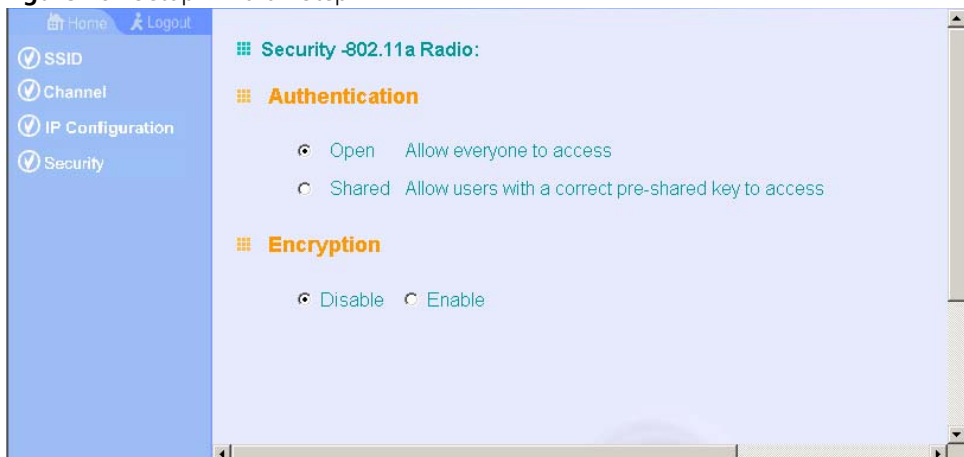 Home Logout
SSID
Channel
IP Configuration
Security
Security -802.11a Radio:
Authentication
Open Allow everyone to access
Shared Allow users with a correct pre-shared key to access
Encryption
Disable Enable